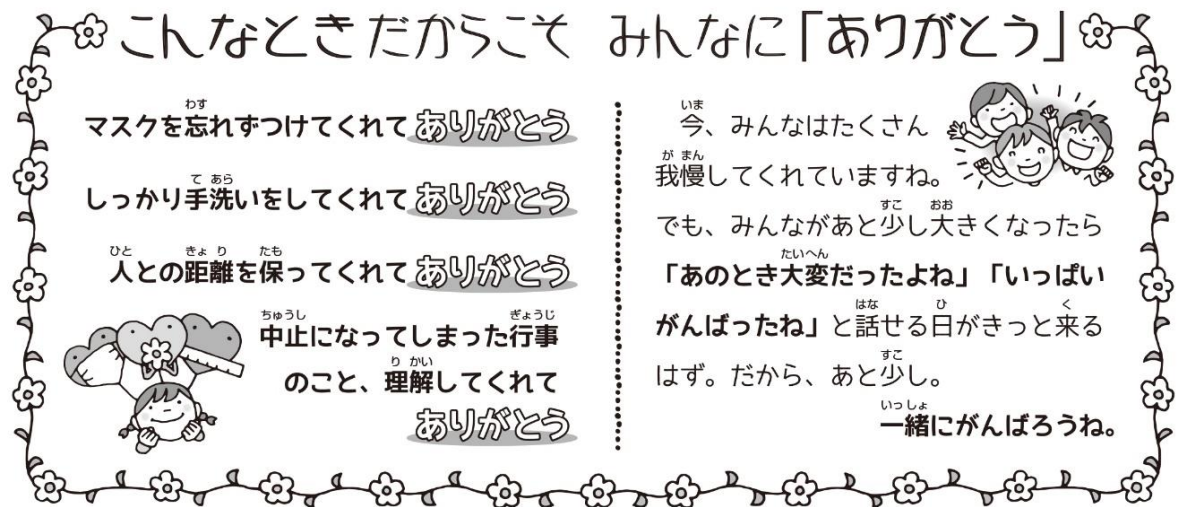 こんなときだからこそ みんなに「ありがとう」
マスクを忘れずつけてくれて ありがとう
しっかり手洗いをしてくれて ありがとう
人との距離を保ってくれて ありがとう
中止になってしまった行事
のこと、理解してくれて
ありがとう
今、みんなはたくさん
我慢してくれていますね。
でも、みんながあと少し大きくなったら
「あのとき大変だったよね」「いっぱい
がんばったね」と話せる日がきっと来る
はず。だから、あと少し。
一緒にがんばろうね。